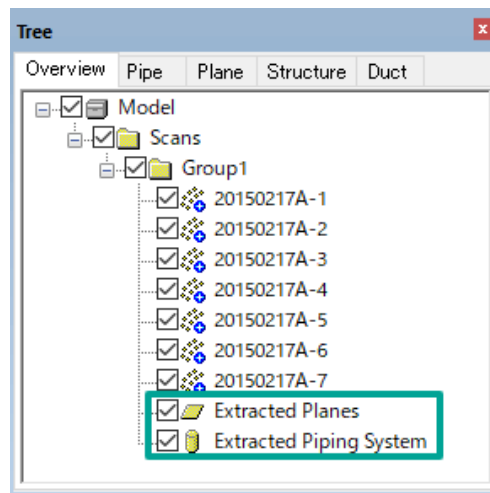 Tree
Overview Pipe Plane Structure Duct
Model
Scans
Group1
20150217A-1
20150217A-2
20150217A-3
20150217A-4
20150217A-5
20150217A-6
20150217A-7
Extracted Planes
Extracted Piping System